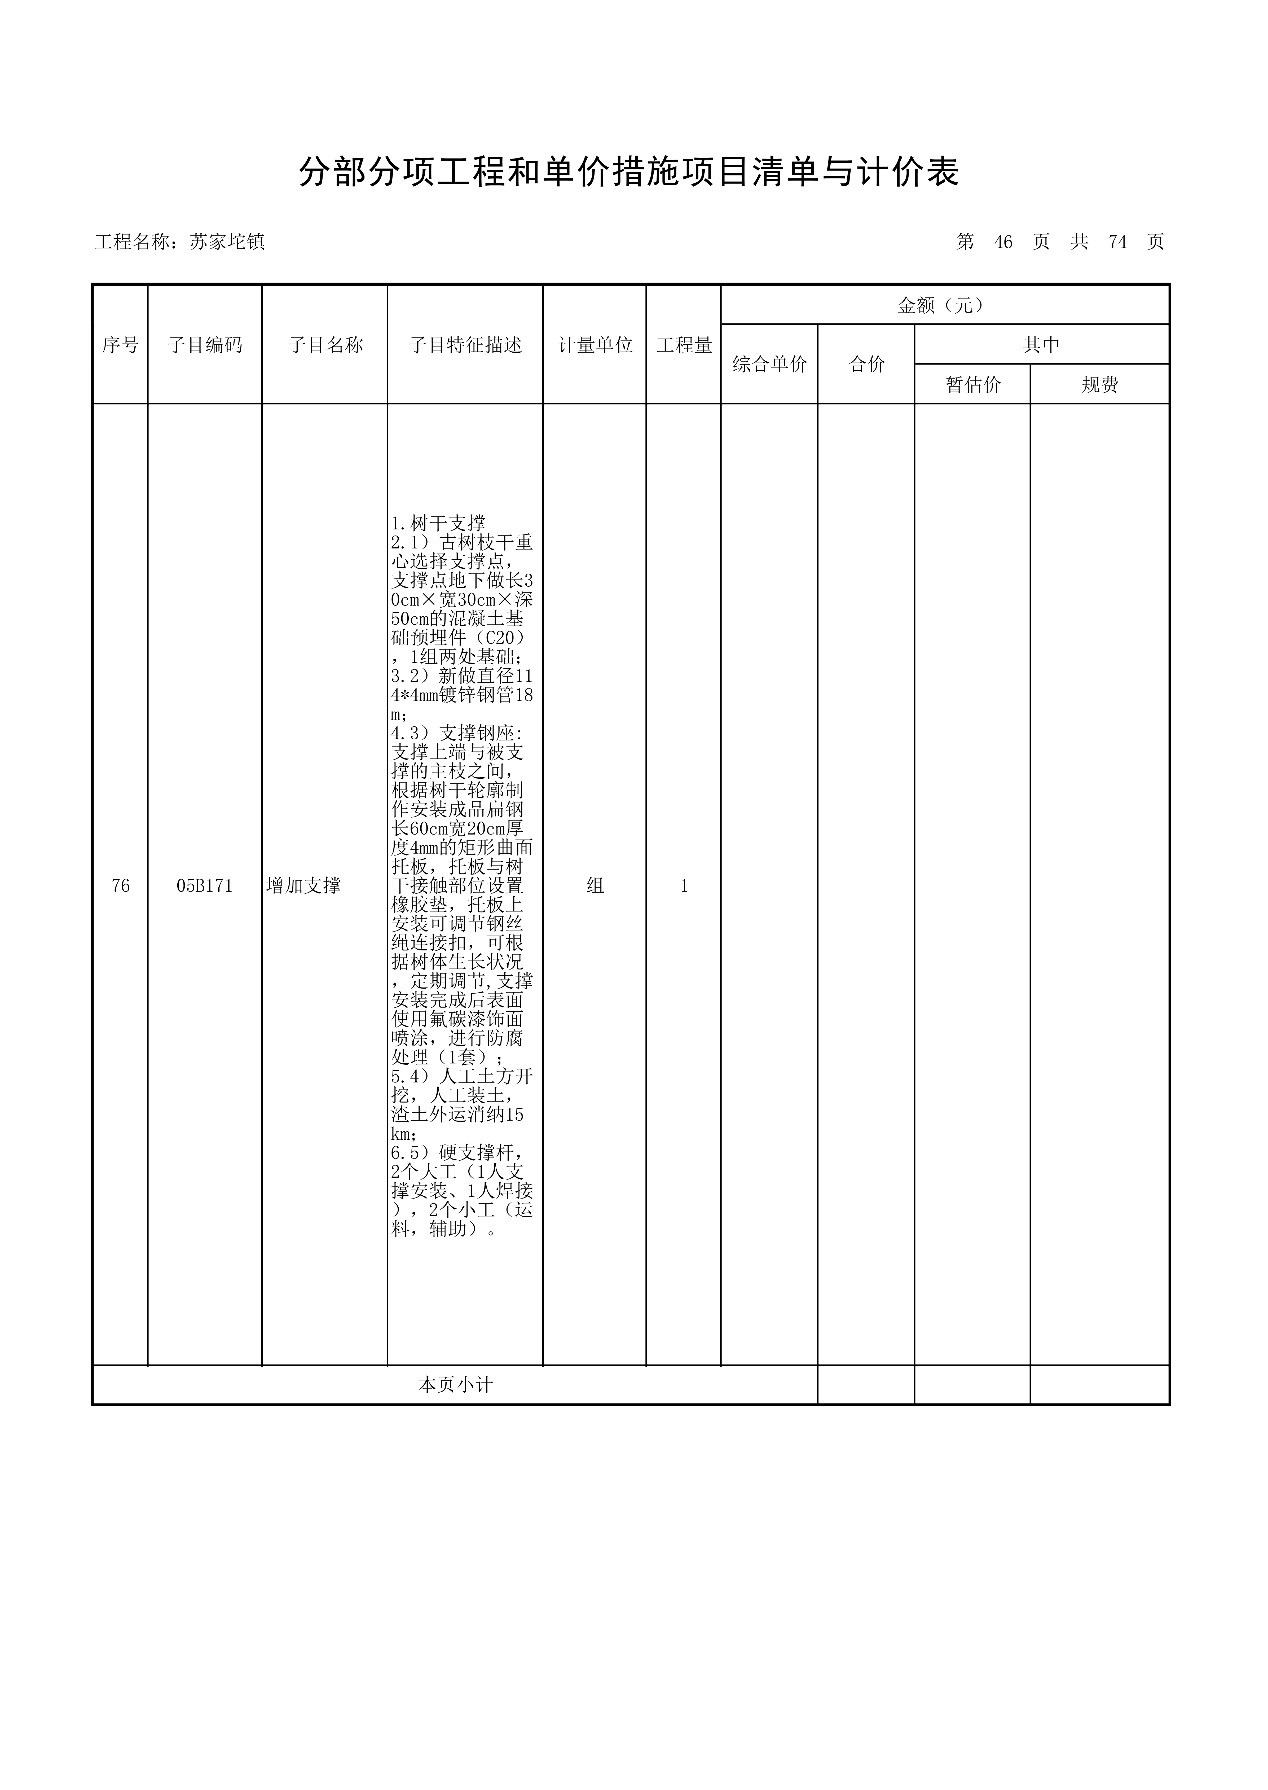 分部分项工程和单价措施项目清单与计价表
工程名称：苏家坨镇
第 46 页 共 74 页
序号 子目编码 子目名称 子目特征描述 计量单位 工程量 金额（元）
综合单价 合价 其中
暂估价 规费
76 05B171 增加支撑 组 1
1.树干支撑
2.1）古树枝干重
心选择支撑点，
支撑点地下做长3
0cm×宽30cm×深
50cm的混凝土基
础预埋件（C20）
，1组两处基础；
3.2）新做直径11
4*4mm镀锌钢管18
m；
4.3）支撑钢座:
支撑上端与被支
撑的主枝之间，
根据树干轮廓制
作安装成品扁钢
长60cm宽20cm厚
度4mm的矩形曲面
托板，托板与树
干接触部位设置
橡胶垫，托板上
安装可调节钢丝
绳连接扣，可根
据树体生长状况
，定期调节,支撑
安装完成后表面
使用氟碳漆饰面
喷涂，进行防腐
处理（1套）；
5.4）人工土方开
挖，人工装土，
渣土外运消纳15
km；
6.5）硬支撑杆，
2个大工（1人支
撑安装、1人焊接
），2个小工（运
料，辅助）。
本页小计